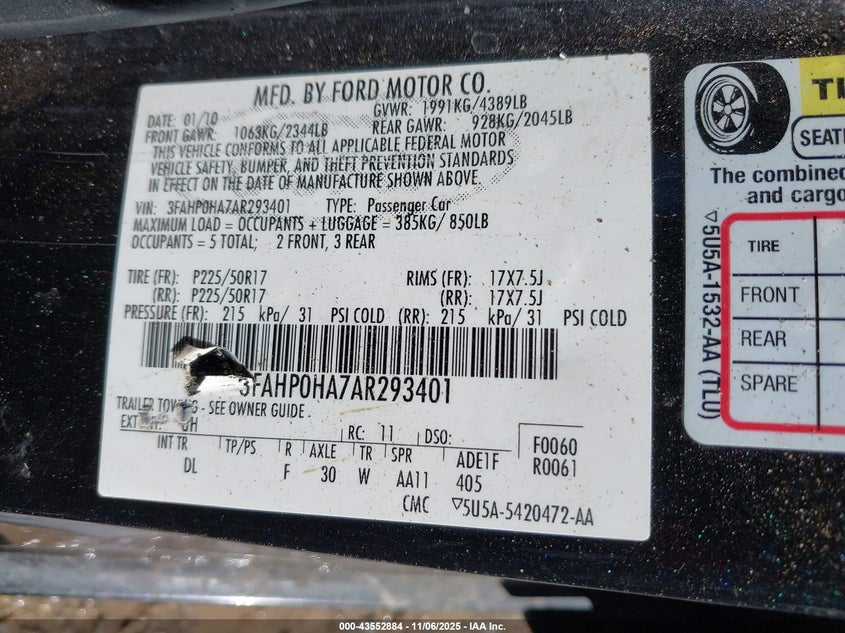 MFD. BY FORD MOTOR CO.
DATE: 01/10 GVWR: 1991KG/4389LB
FRONT GAWR: 1063KG/2344LB REAR GAWR: 928KG/2045LB
THIS VEHICLE CONFORMS TO ALL APPLICABLE FEDERAL MOTOR
VEHICLE SAFETY, BUMPER, AND THEFT PREVENTION STANDARDS
IN EFFECT ON THE DATE OF MANUFACTURE SHOWN ABOVE.
VIN: 3FAHP0HA7AR293401 TYPE: Passenger Car
MAXIMUM LOAD = OCCUPANTS + LUGGAGE = 385KG/ 850LB
OCCUPANTS = 5 TOTAL; 2 FRONT, 3 REAR
TIRE (FR): P225/50R17 RIMS (FR): 17X7.5J
(RR): P225/50R17 (RR): 17X7.5J
PRESSURE (FR): 215 kPa/ 31 PSI COLD (RR): 215 kPa/ 31 PSI COLD
3FAHP0HA7AR293401
TRAILER TOWING - SEE OWNER GUIDE.
EXT UH RC: 11 DSO: F0060
INT TR TP/PS R AXLE TR SPR ADE1F R0061
DL F 30 W AA11 405
CMC ▽5U5A-5420472-AA
TI
SEATI
The combined
and cargo
TIRE
FRONT
REAR
SPARE
▽5U5A-1532-AA (TLU)
000-43552884 - 11/06/2025 - IAA Inc.